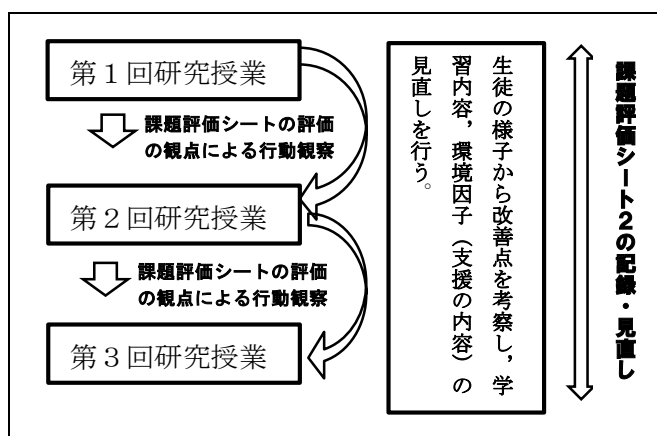 第１回研究授業
課題評価シートの評価
の観点による行動観察
第２回研究授業
課題評価シートの評価
の観点による行動観察
第３回研究授業
生徒の様子から改善点を考察し，学
習内容，環境因子（支援の内容）の
見直しを行う。
課題評価シート２の記録・見直し